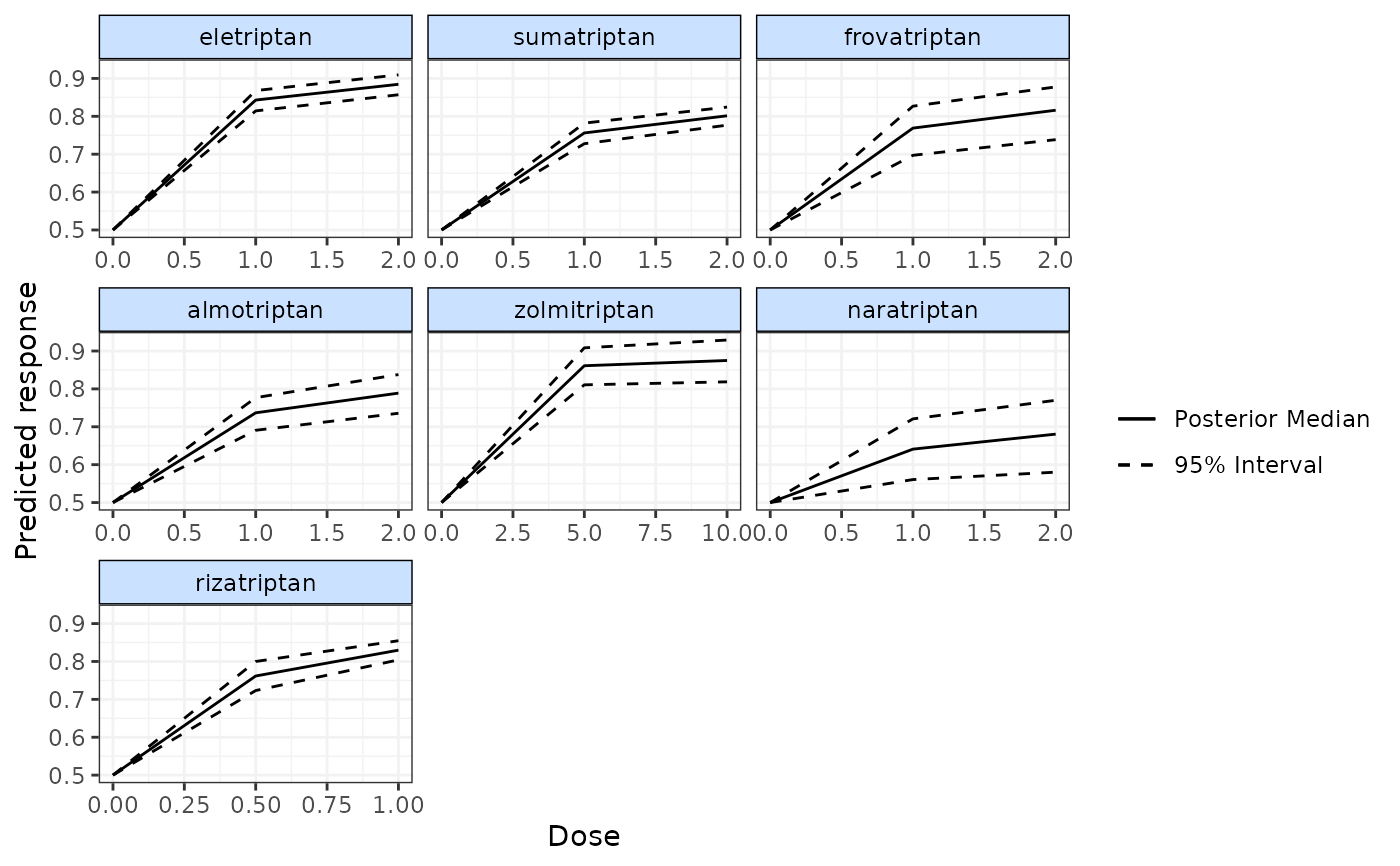 eletriptan sumatriptan frovatriptan
0.9
0.8
0.7
0.6
0.5
0.0 0.5 1.0 1.5 2.0 0.0 0.5 1.0 1.5 2.0 0.0 0.5 1.0 1.5 2.0
almotriptan zolmitriptan naratriptan
0.9
0.8
0.7
0.6
0.5
0.0 0.5 1.0 1.5 2.0 0.0 2.5 5.0 7.5 10.0 0.0 0.5 1.0 1.5 2.0
rizatriptan
0.9
0.8
0.7
0.6
0.5
0.00 0.25 0.50 0.75 1.00
Dose
Predicted response
Posterior Median
95% Interval